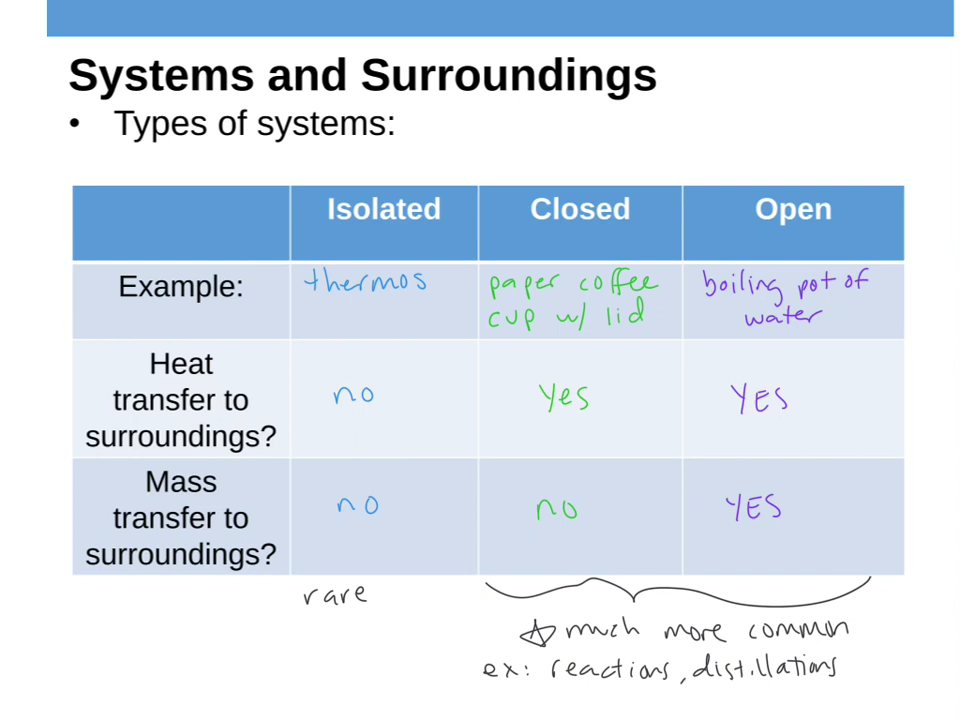 Systems and Surroundings
• Types of systems:
Isolated Closed Open
Example: thermos paper coffee cup w/ lid boiling pot of water
Heat transfer to surroundings? no yes YES
Mass transfer to surroundings? no no YES
rare
☆ much more common
ex: reactions, distillations